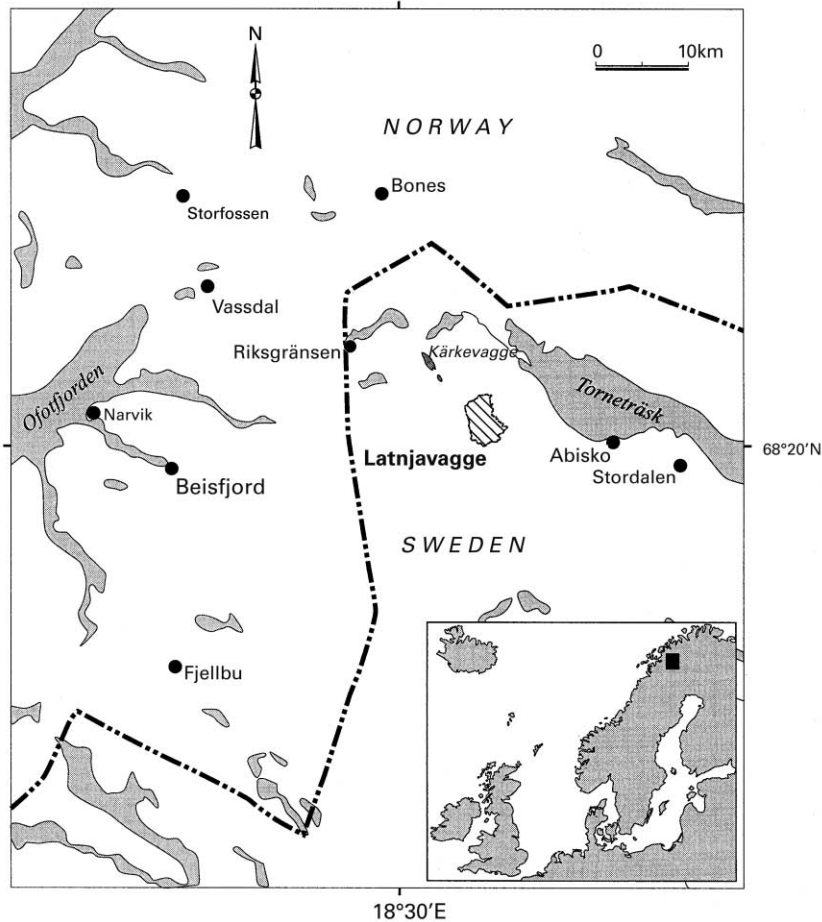 N
0 10km
NORWAY
Bones
Storfossen
Vassdal
Riksgränsen
Kärkevagge
Ofotfjorden
Torneträsk
Narvik
Latnjavagge
Abisko
68°20'N
Beisfjord
Stordalen
SWEDEN
Fjellbu
18°30'E